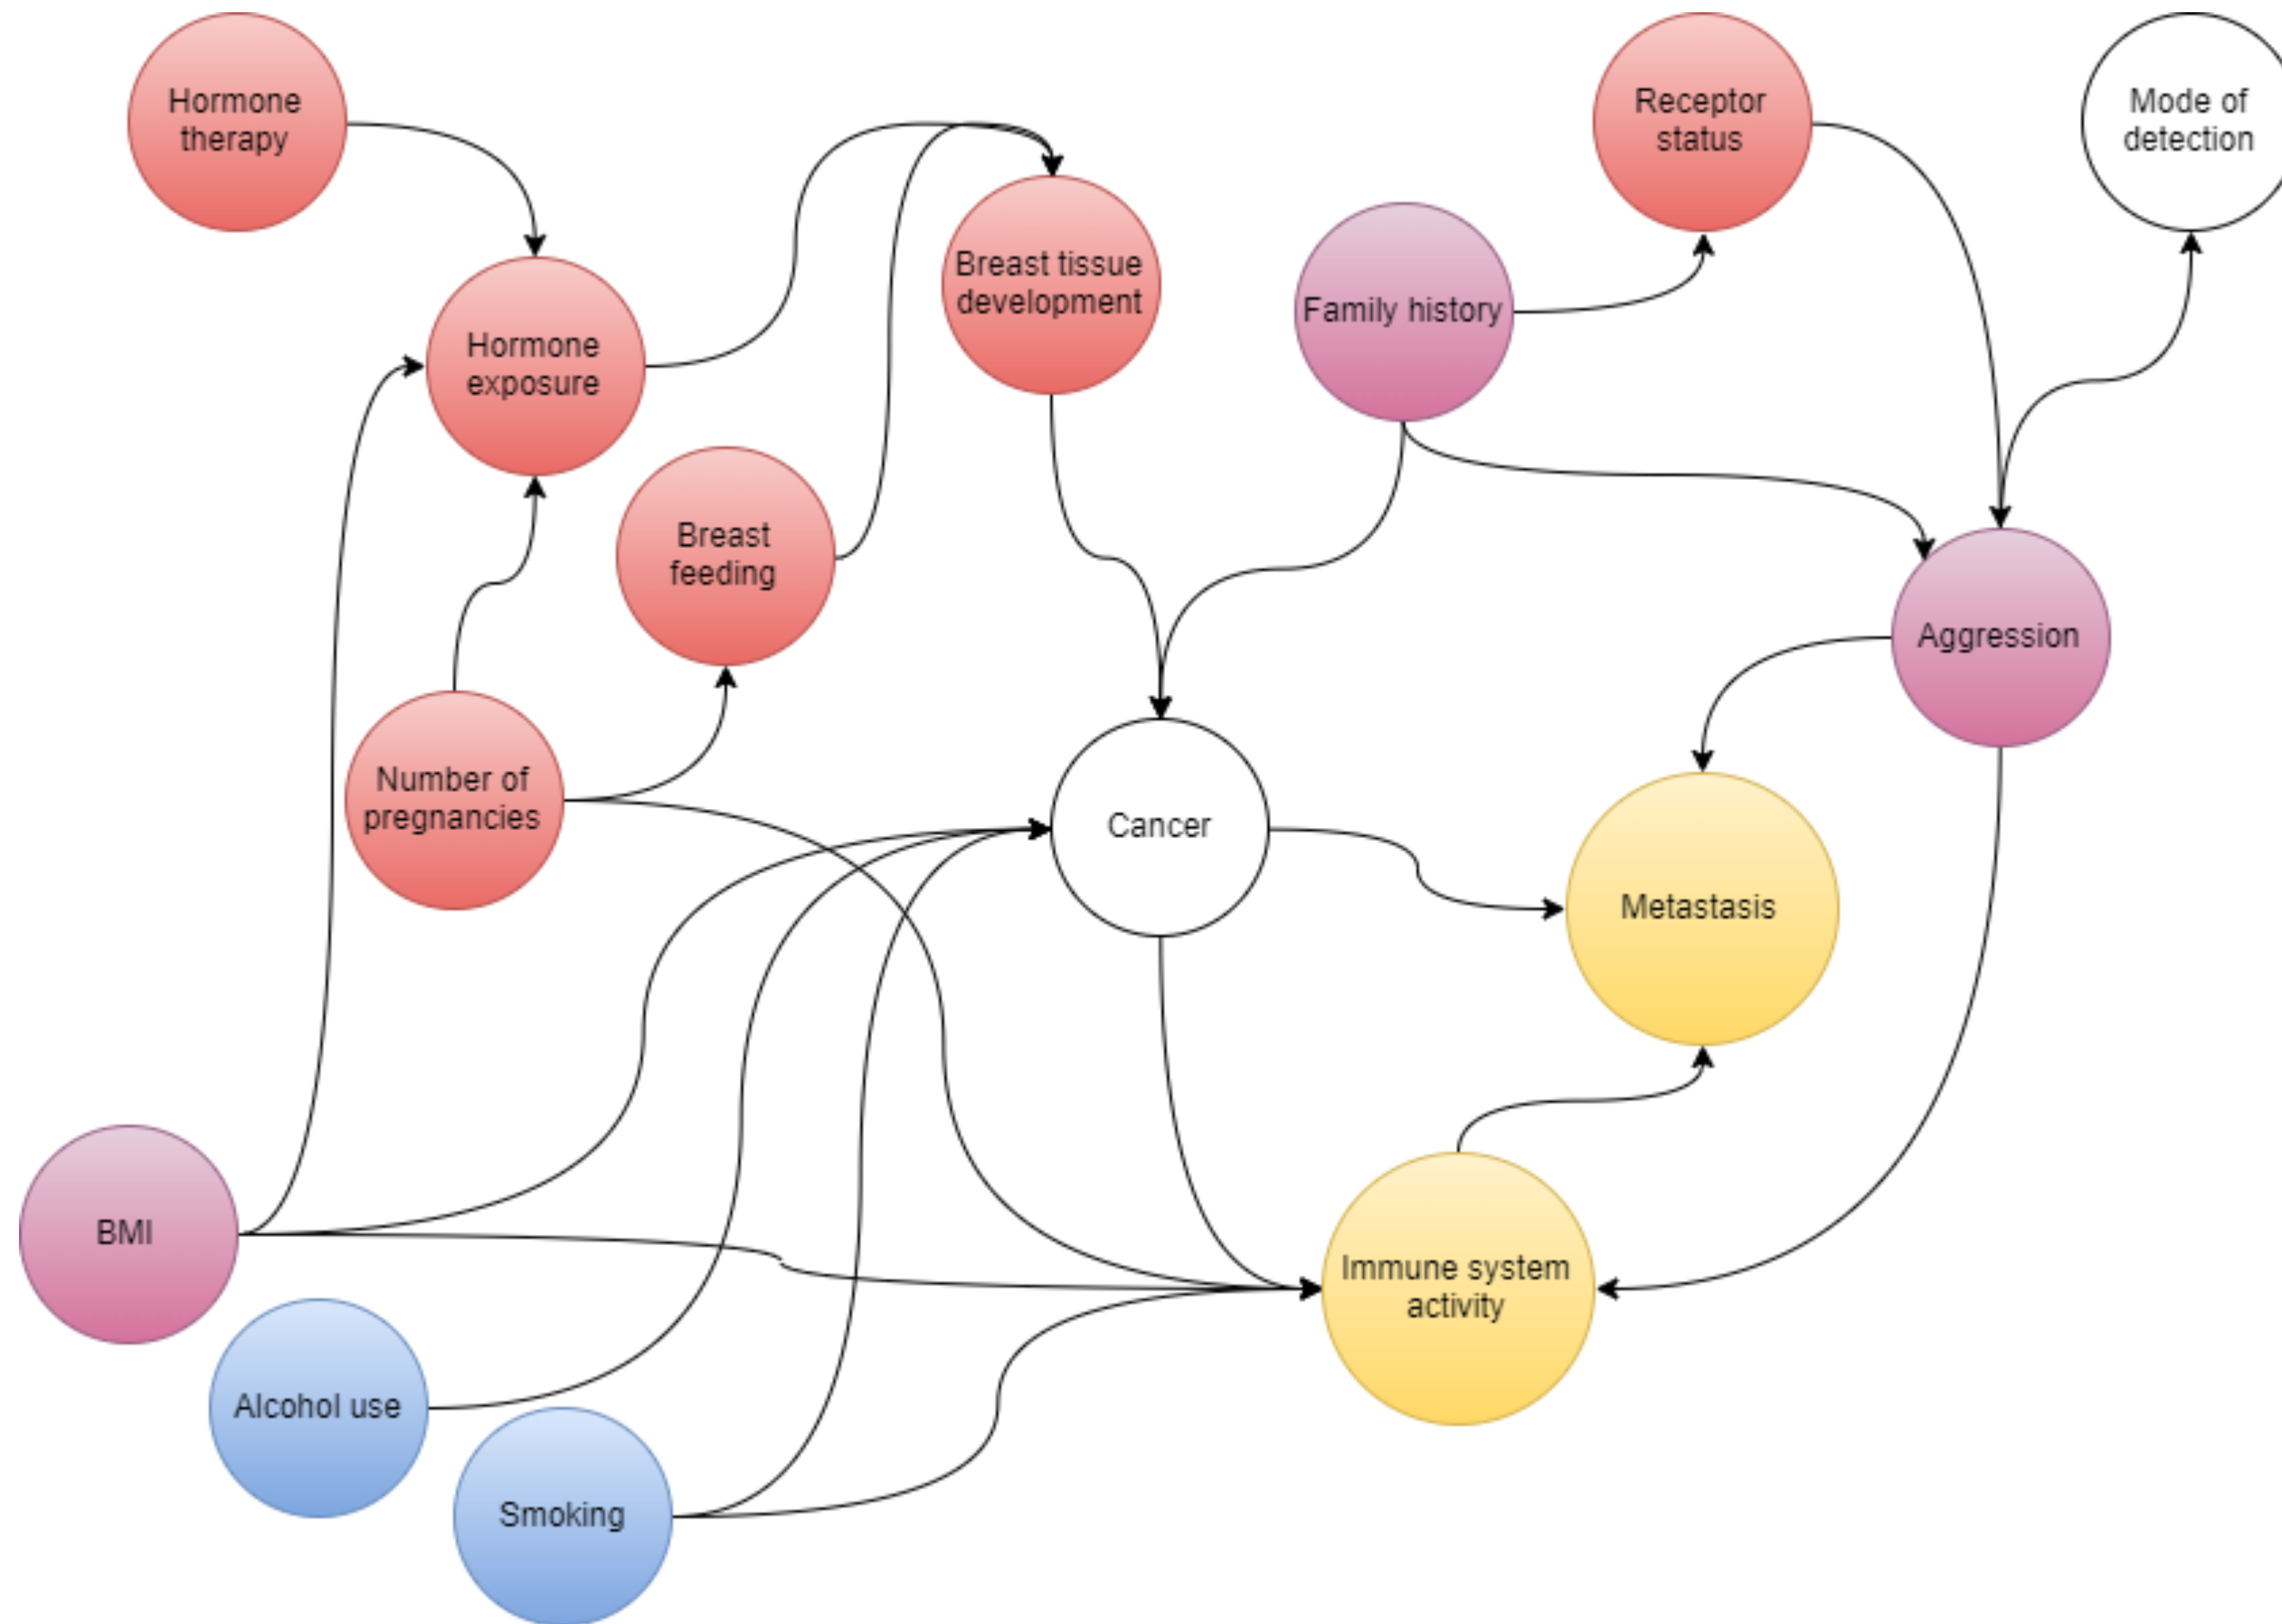 Hormone
therapy
Receptor
status
Mode of
detection
Breast tissue
development
Family history
Hormone
exposure
Breast
feeding
Aggression
Number of
pregnancies
Cancer
Metastasis
BMI
Immune system
activity
Alcohol use
Smoking